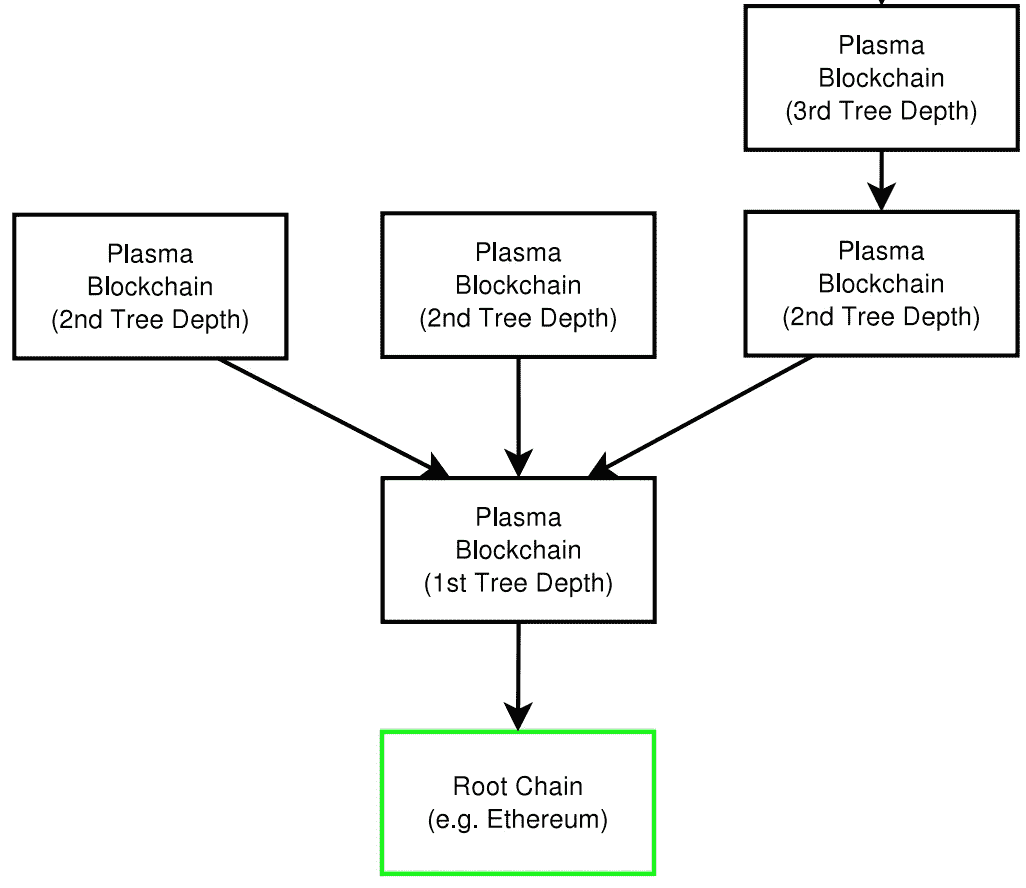 Plasma
Blockchain
(3rd Tree Depth)
Plasma
Blockchain
(2nd Tree Depth)
Plasma
Blockchain
(2nd Tree Depth)
Plasma
Blockchain
(2nd Tree Depth)
Plasma
Blockchain
(1st Tree Depth)
Root Chain
(e.g. Ethereum)